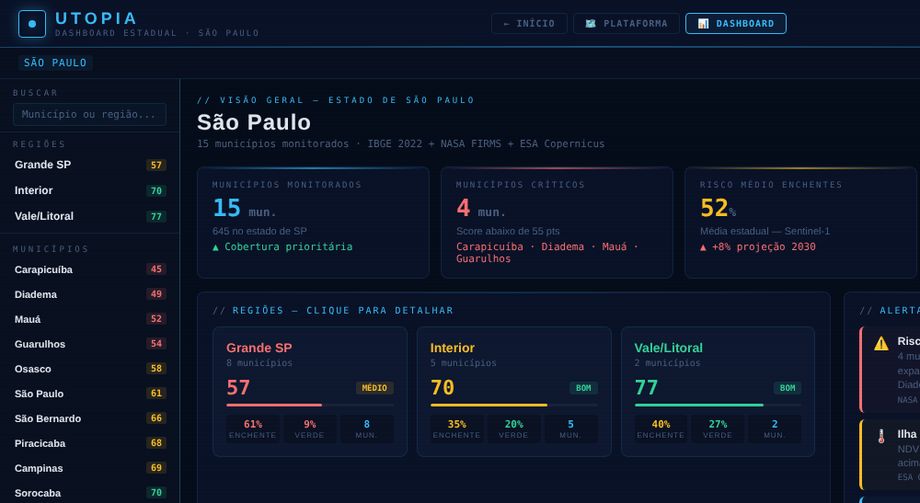 UTOPIA
DASHBOARD ESTADUAL · SÃO PAULO
← INÍCIO
PLATAFORMA
DASHBOARD
SÃO PAULO
BUSCAR
Município ou região...
REGIÕES
Grande SP 57
Interior 70
Vale/Litoral 77
MUNICÍPIOS
Carapicuíba 45
Diadema 49
Mauá 52
Guarulhos 54
Osasco 58
São Paulo 61
São Bernardo 66
Piracicaba 68
Campinas 69
Sorocaba 70
// VISÃO GERAL — ESTADO DE SÃO PAULO
São Paulo
15 municípios monitorados · IBGE 2022 + NASA FIRMS + ESA Copernicus
MUNICÍPIOS MONITORADOS
15 mun.
645 no estado de SP
▲ Cobertura prioritária
MUNICÍPIOS CRÍTICOS
4 mun.
Score abaixo de 55 pts
Carapicuíba · Diadema · Mauá ·
Guarulhos
RISCO MÉDIO ENCHENTES
52%
Média estadual — Sentinel-1
▲ +8% projeção 2030
// REGIÕES — CLIQUE PARA DETALHAR
Grande SP
8 municípios
57 MÉDIO
61% 9% 8
ENCHENTE VERDE MUN.
Interior
5 municípios
70 BOM
35% 20% 5
ENCHENTE VERDE MUN.
Vale/Litoral
2 municípios
77 BOM
40% 27% 2
ENCHENTE VERDE MUN.
// ALERTA
Risc
4 mu
expa
Diad
NASA
Ilha
NDV
acim
ESA